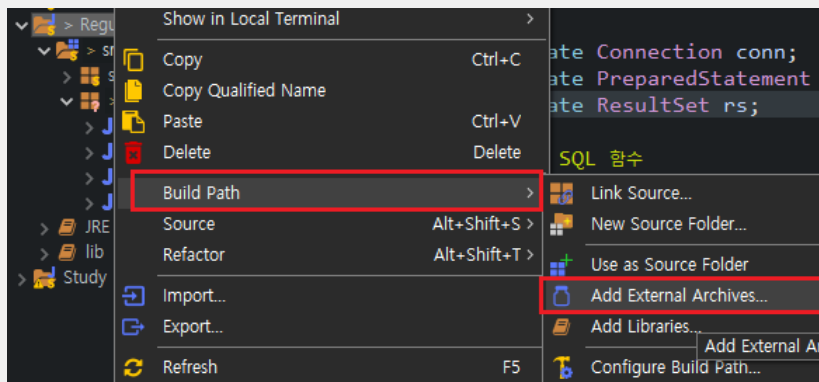 Show in Local Terminal >
> Regu
> sr
Copy Ctrl+C
ate Connection conn;
Copy Qualified Name
ate PreparedStatement
Paste Ctrl+V
ate ResultSet rs;
Delete Delete
SQL 함수
Build Path >
Link Source...
Source Alt+Shift+S >
New Source Folder...
JRE
Refactor Alt+Shift+T >
lib
Use as Source Folder
Study
Import...
Add External Archives...
Export...
Add Libraries...
Add External Ar
Refresh F5
Configure Build Path...